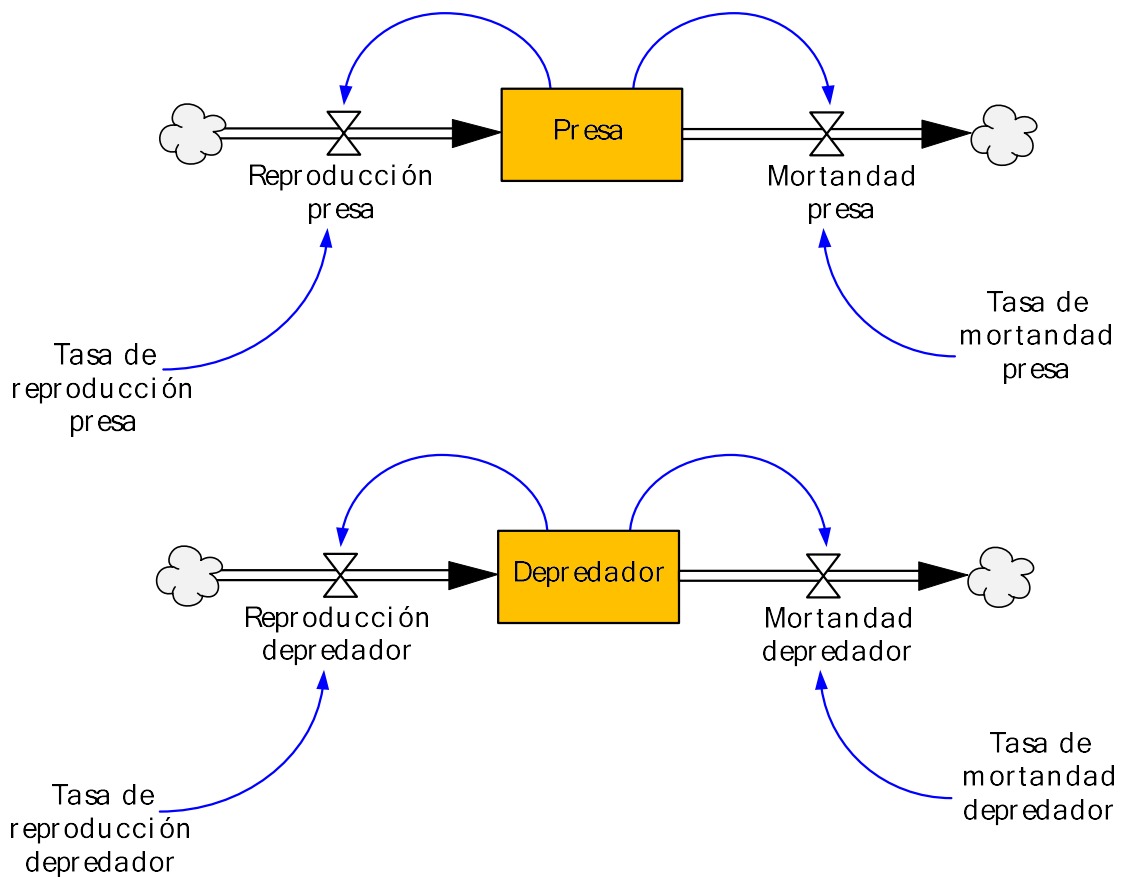 Presa
Reproducción
presa
Mortandad
presa
Tasa de
reproducción
presa
Tasa de
mortandad
presa
Depredador
Reproducción
depredador
Mortandad
depredador
Tasa de
reproducción
depredador
Tasa de
mortandad
depredador